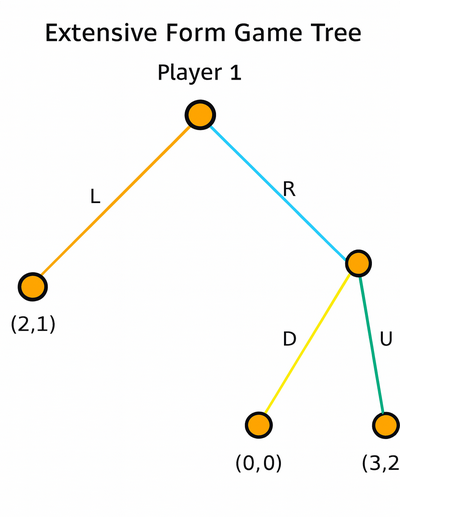 Extensive Form Game Tree
Player 1
L
R
(2,1)
D
U
(0,0)
(3,2